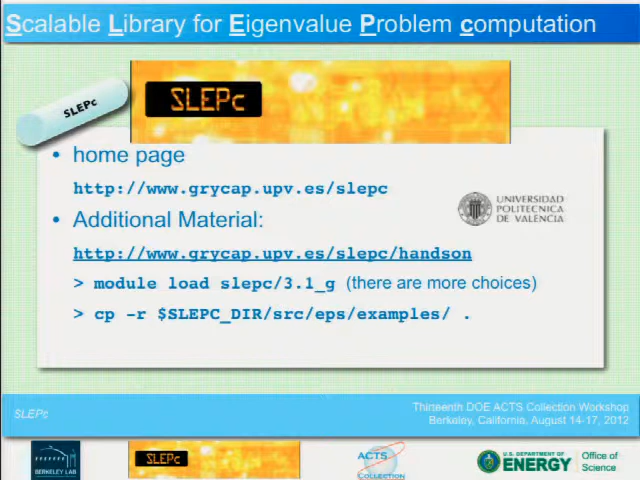 Scalable Library for Eigenvalue Problem computation
SLEPc
SLEPc
• home page
http://www.grycap.upv.es/slepc
UNIVERSIDAD
POLITECNICA
DE VALENCIA
• Additional Material:
http://www.grycap.upv.es/slepc/handson
> module load slepc/3.1_g (there are more choices)
> cp -r $SLEPC_DIR/src/eps/examples/ .
SLEPc
Thirteenth DOE ACTS Collection Workshop
Berkeley, California, August 14-17, 2012
BERKELEY LAB
SLEPc
ACTS
COLLECTION
U.S. DEPARTMENT OF
ENERGY
Office of
Science